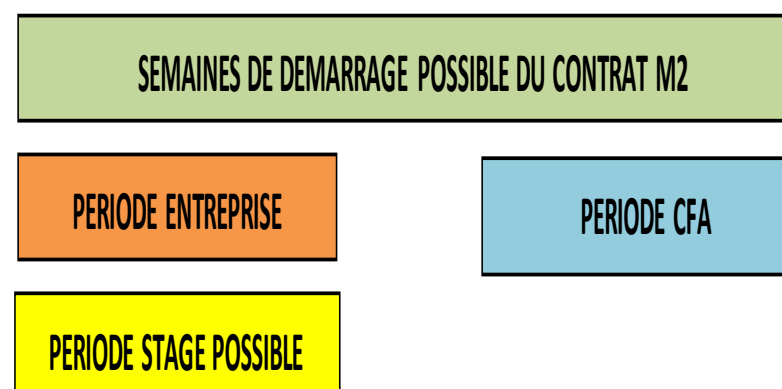 SEMAINES DE DEMARRAGE POSSIBLE DU CONTRAT M2
PERIODE ENTREPRISE
PERIODE CFA
PERIODE STAGE POSSIBLE